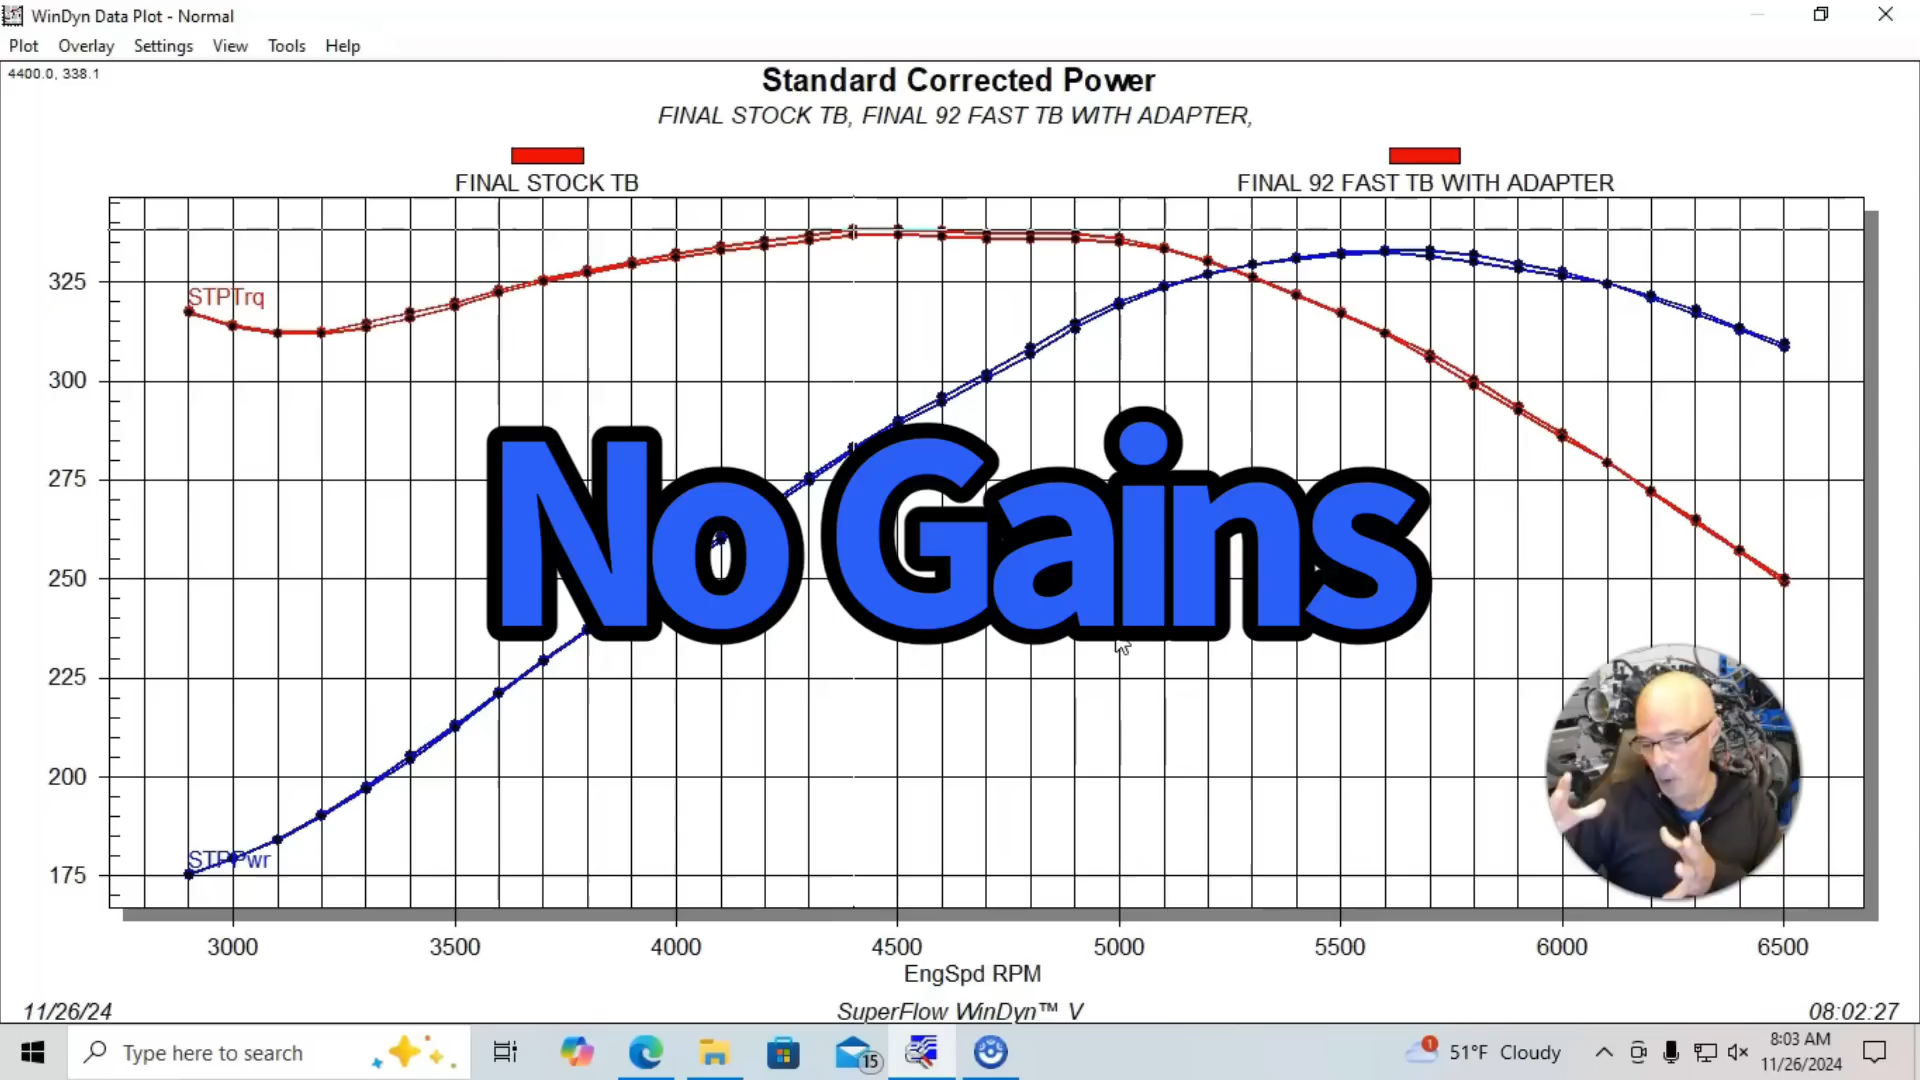 WinDyn Data Plot - Normal
Plot Overlay Settings View Tools Help
4400.0, 338.1
Standard Corrected Power
FINAL STOCK TB, FINAL 92 FAST TB WITH ADAPTER,
FINAL STOCK TB
FINAL 92 FAST TB WITH ADAPTER
325
STPTrq
300
No Gains
275
250
225
200
STPPwr
175
3000 3500 4000 4500 5000 5500 6000 6500
EngSpd RPM
11/26/24
SuperFlow WinDyn™ V
08:02:27
Type here to search
15
1
51°F Cloudy
8:03 AM
11/26/2024